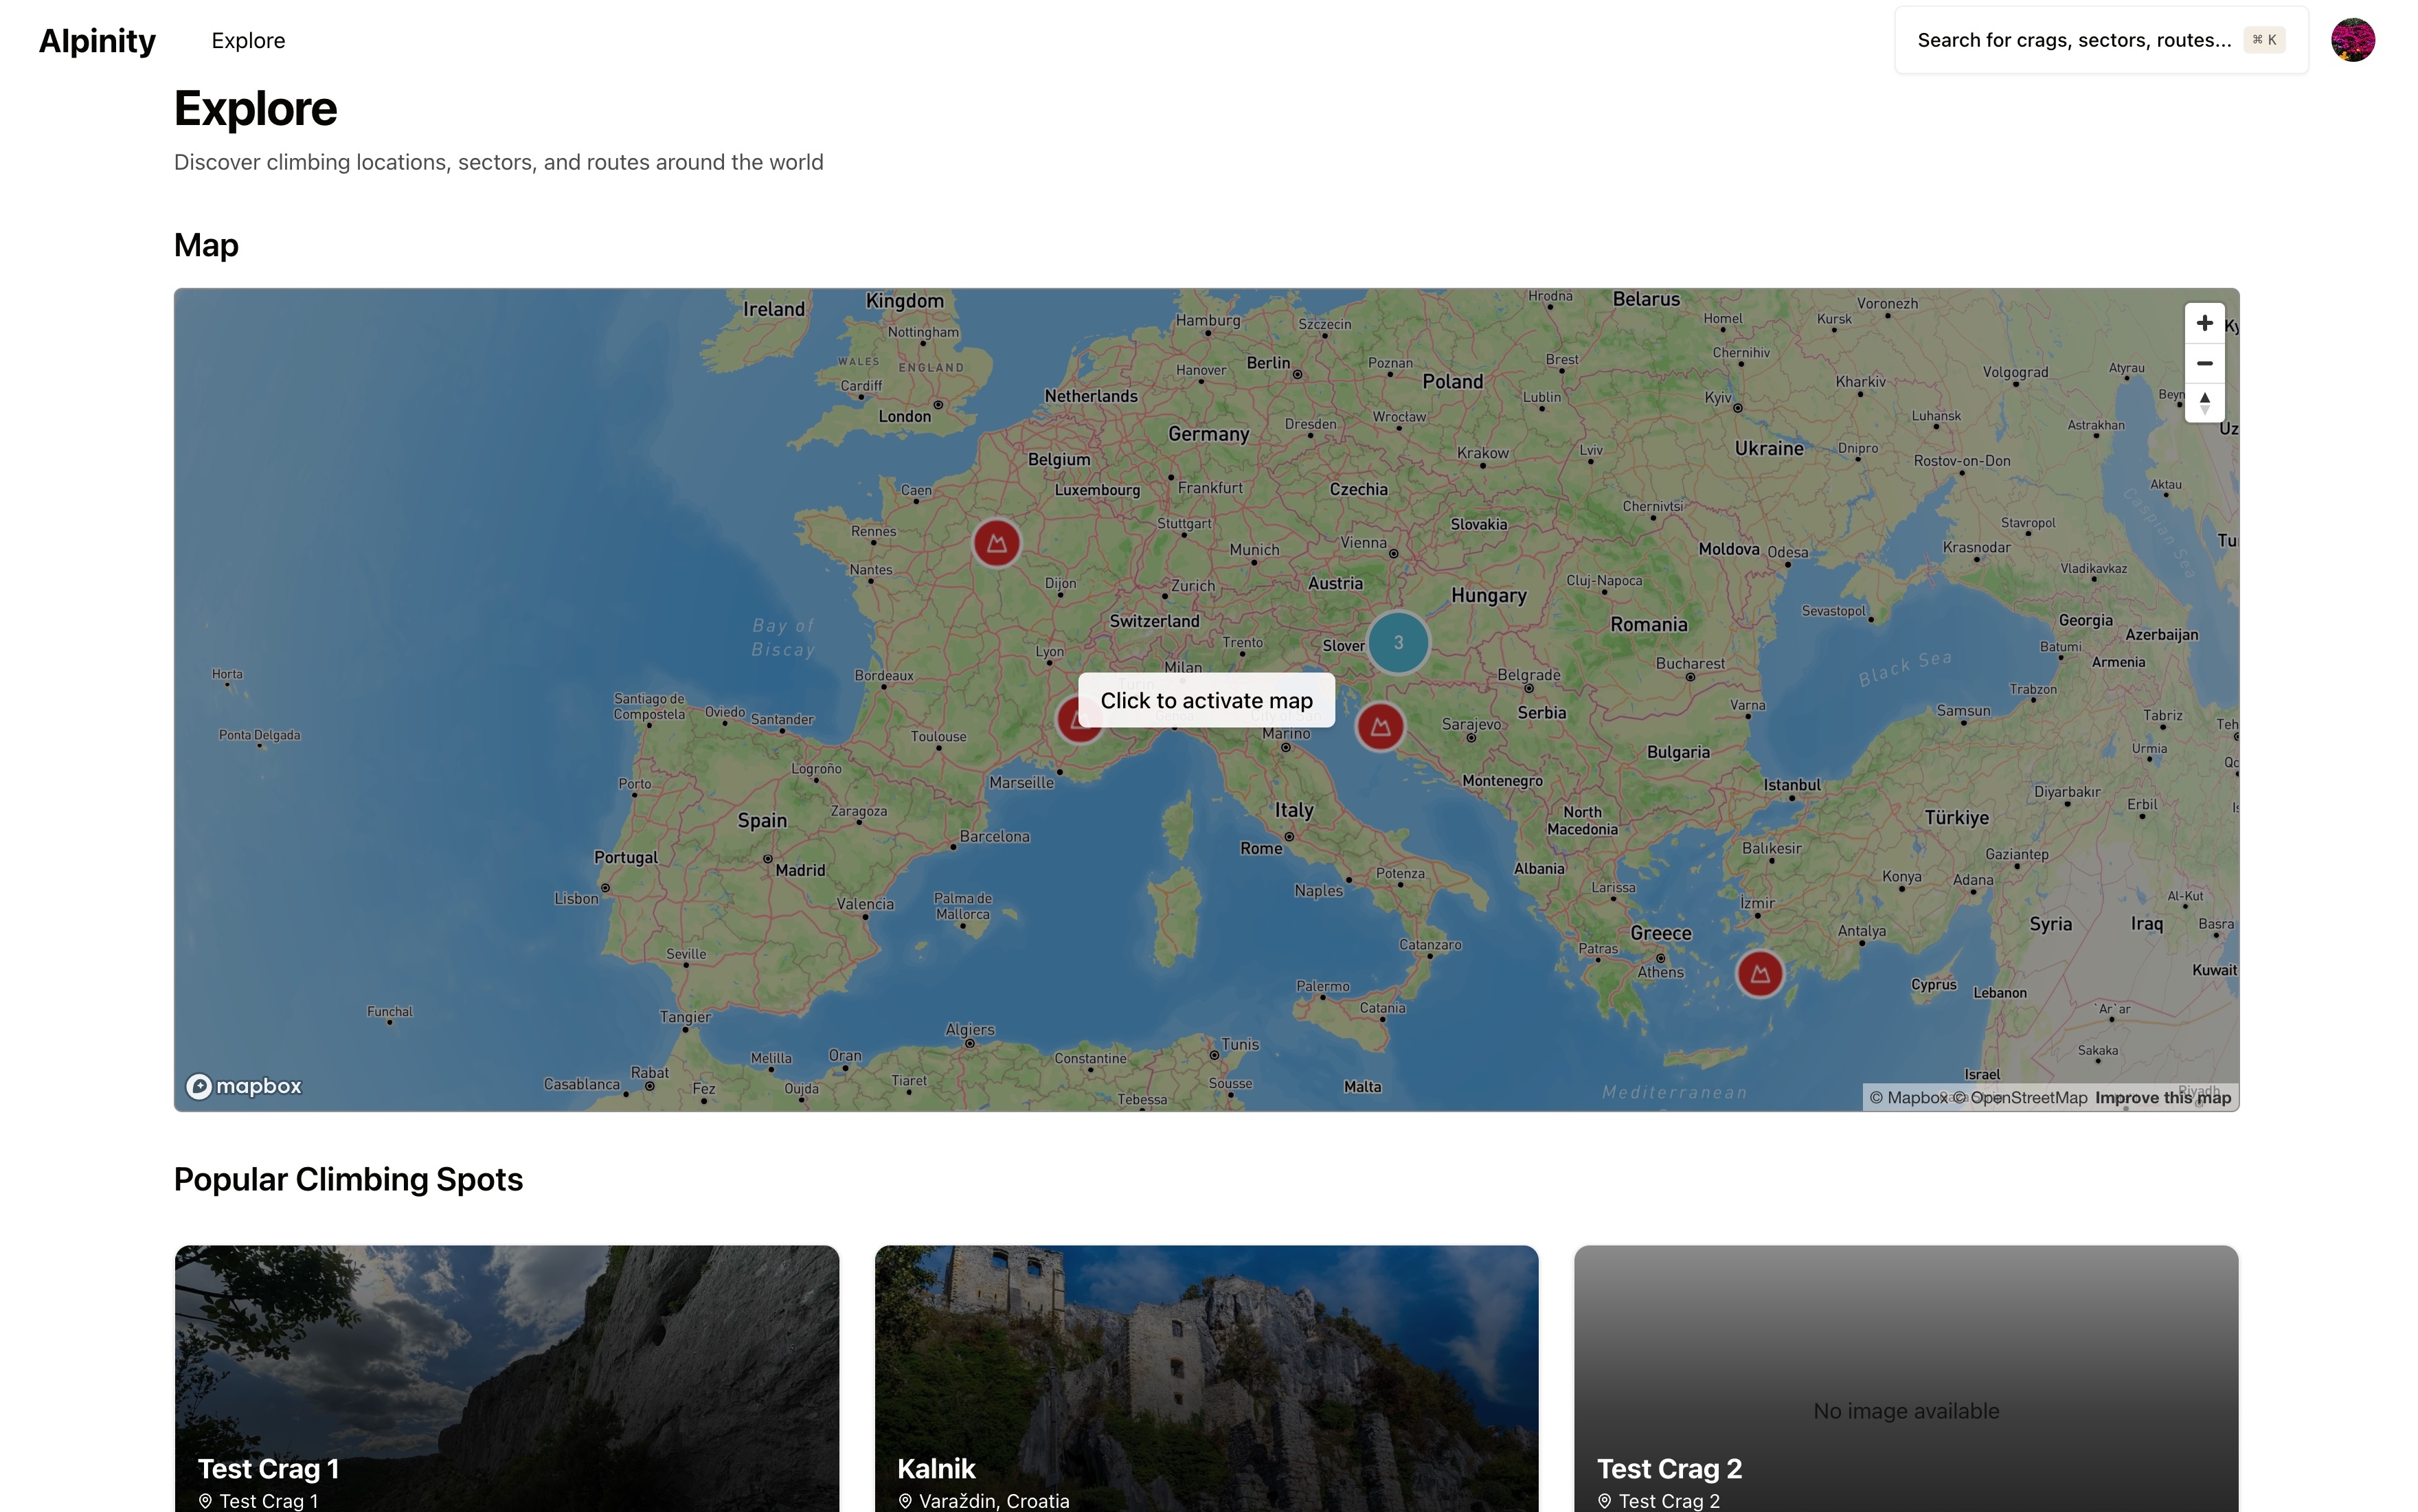 Alpinity
Explore
Search for crags, sectors, routes...
⌘ K
Explore
Discover climbing locations, sectors, and routes around the world
Map
Ireland
Kingdom
Nottingham
WALES
ENGLAND
Cardiff
London
Hamburg
Szczecin
Hrodna
Belarus
Homel
Kursk
Voronezh
Hanover
Berlin
Poznan
Brest
Chernihiv
Volgograd
Atyrau
Netherlands
Poland
Kharkiv
Lublin
Kyiv
Germany
Dresden
Wrocław
Luhansk
Astrakhan
Belgium
Krakow
Lviv
Ukraine
Dnipro
Rostov-on-Don
Luxembourg
Frankfurt
Czechia
Aktau
Caen
Chernivtsi
Caspian Sea
Rennes
Stuttgart
Slovakia
Stavropol
Munich
Vienna
Moldova
Odesa
Krasnodar
Nantes
Dijon
Zurich
Austria
Hungary
Cluj-Napoca
Vladikavkaz
Switzerland
Romania
Sevastopol
Georgia
Azerbaijan
Bay of
Biscay
Lyon
Trento
Slover
3
Batumi
Armenia
Black Sea
Horta
Bordeaux
Milan
Belgrade
Bucharest
Trabzon
Santiago de
Compostela
Oviedo
Santander
Click to activate map
Serbia
Varna
Samsun
Tabriz
Ponta Delgada
Toulouse
Marino
Sarajevo
Bulgaria
Urmia
Logroño
Marseille
Montenegro
Istanbul
Diyarbakır
Erbil
Porto
Spain
Zaragoza
Italy
North
Macedonia
Türkiye
Barcelona
Rome
Portugal
Madrid
Albania
Balıkesir
Gaziantep
Lisbon
Valencia
Palma de
Mallorca
Naples
Potenza
Larissa
Konya
Adana
Al-Kut
İzmir
Syria
Iraq
Basra
Seville
Catanzaro
Patras
Greece
Athens
Antalya
Kuwait
Palermo
Cyprus
Lebanon
Funchal
Tangier
Algiers
Catania
`Ar`ar
Melilla
Oran
Constantine
Tunis
Sakaka
mapbox
Casablanca
Rabat
Fez
Oujda
Tiaret
Tebessa
Sousse
Malta
Mediterranean
Israel
Riyadh
© Mapbox © OpenStreetMap Improve this map
Popular Climbing Spots
No image available
Test Crag 1
Test Crag 1
Kalnik
Varaždin, Croatia
Test Crag 2
Test Crag 2